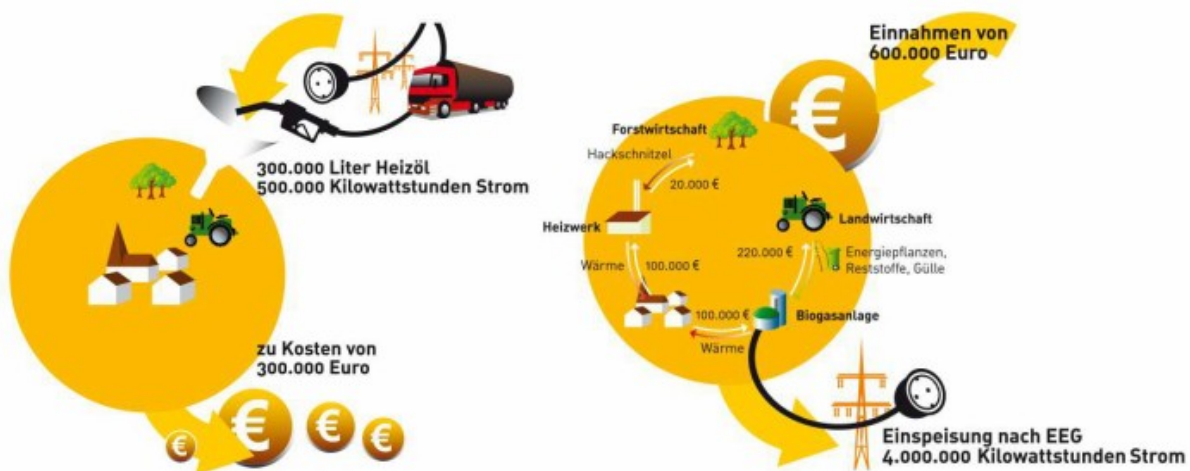 300.000 Liter Heizöl
500.000 Kilowattstunden Strom
zu Kosten von
300.000 Euro
€
€
€
€
Einnahmen von
600.000 Euro
€
Forstwirtschaft
Hackschnitzel
20.000 €
Heizwerk
Landwirtschaft
Wärme
100.000 €
220.000 €
Energiepflanzen,
Reststoffe, Gülle
100.000 €
Biogasanlage
Wärme
Einspeisung nach EEG
4.000.000 Kilowattstunden Strom